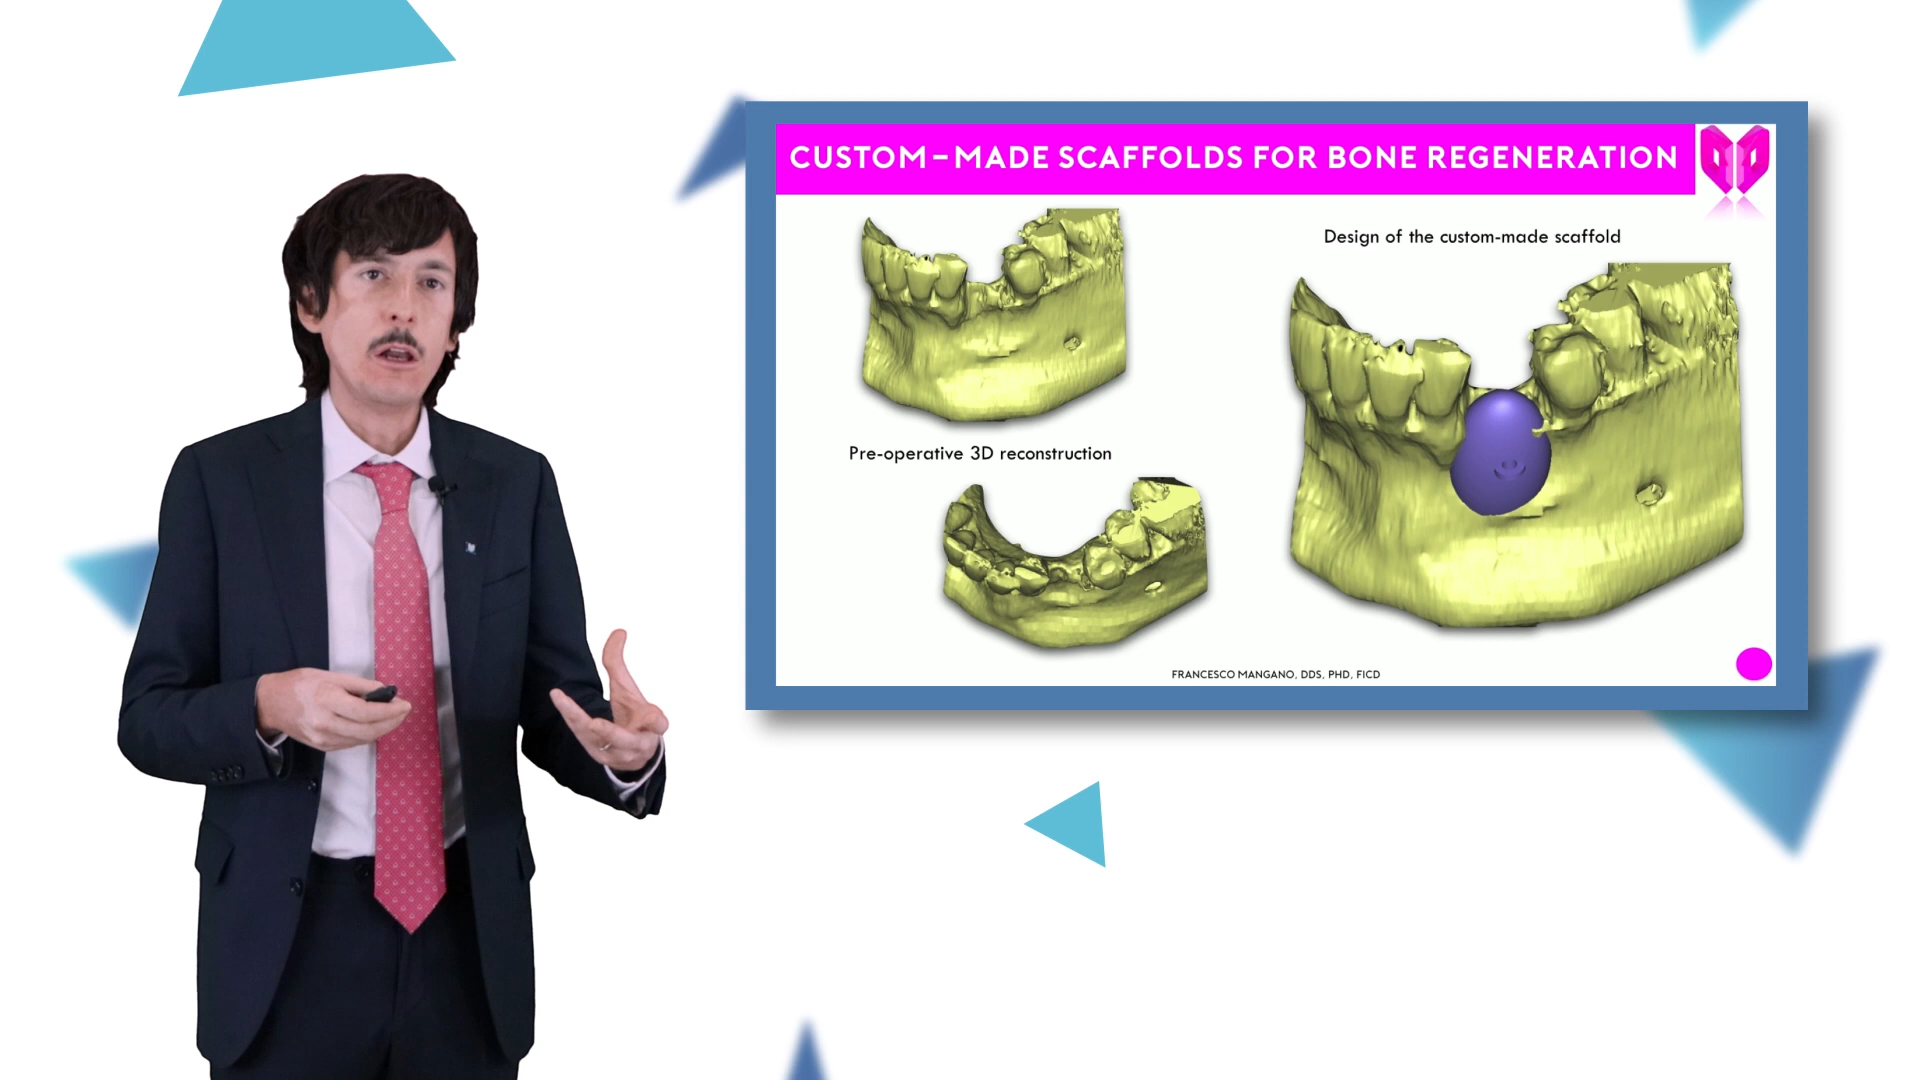 CUSTOM-MADE SCAFFOLDS FOR BONE REGENERATION
Design of the custom-made scaffold
Pre-operative 3D reconstruction
FRANCESCO MANGANO, DDS, PHD, FICD